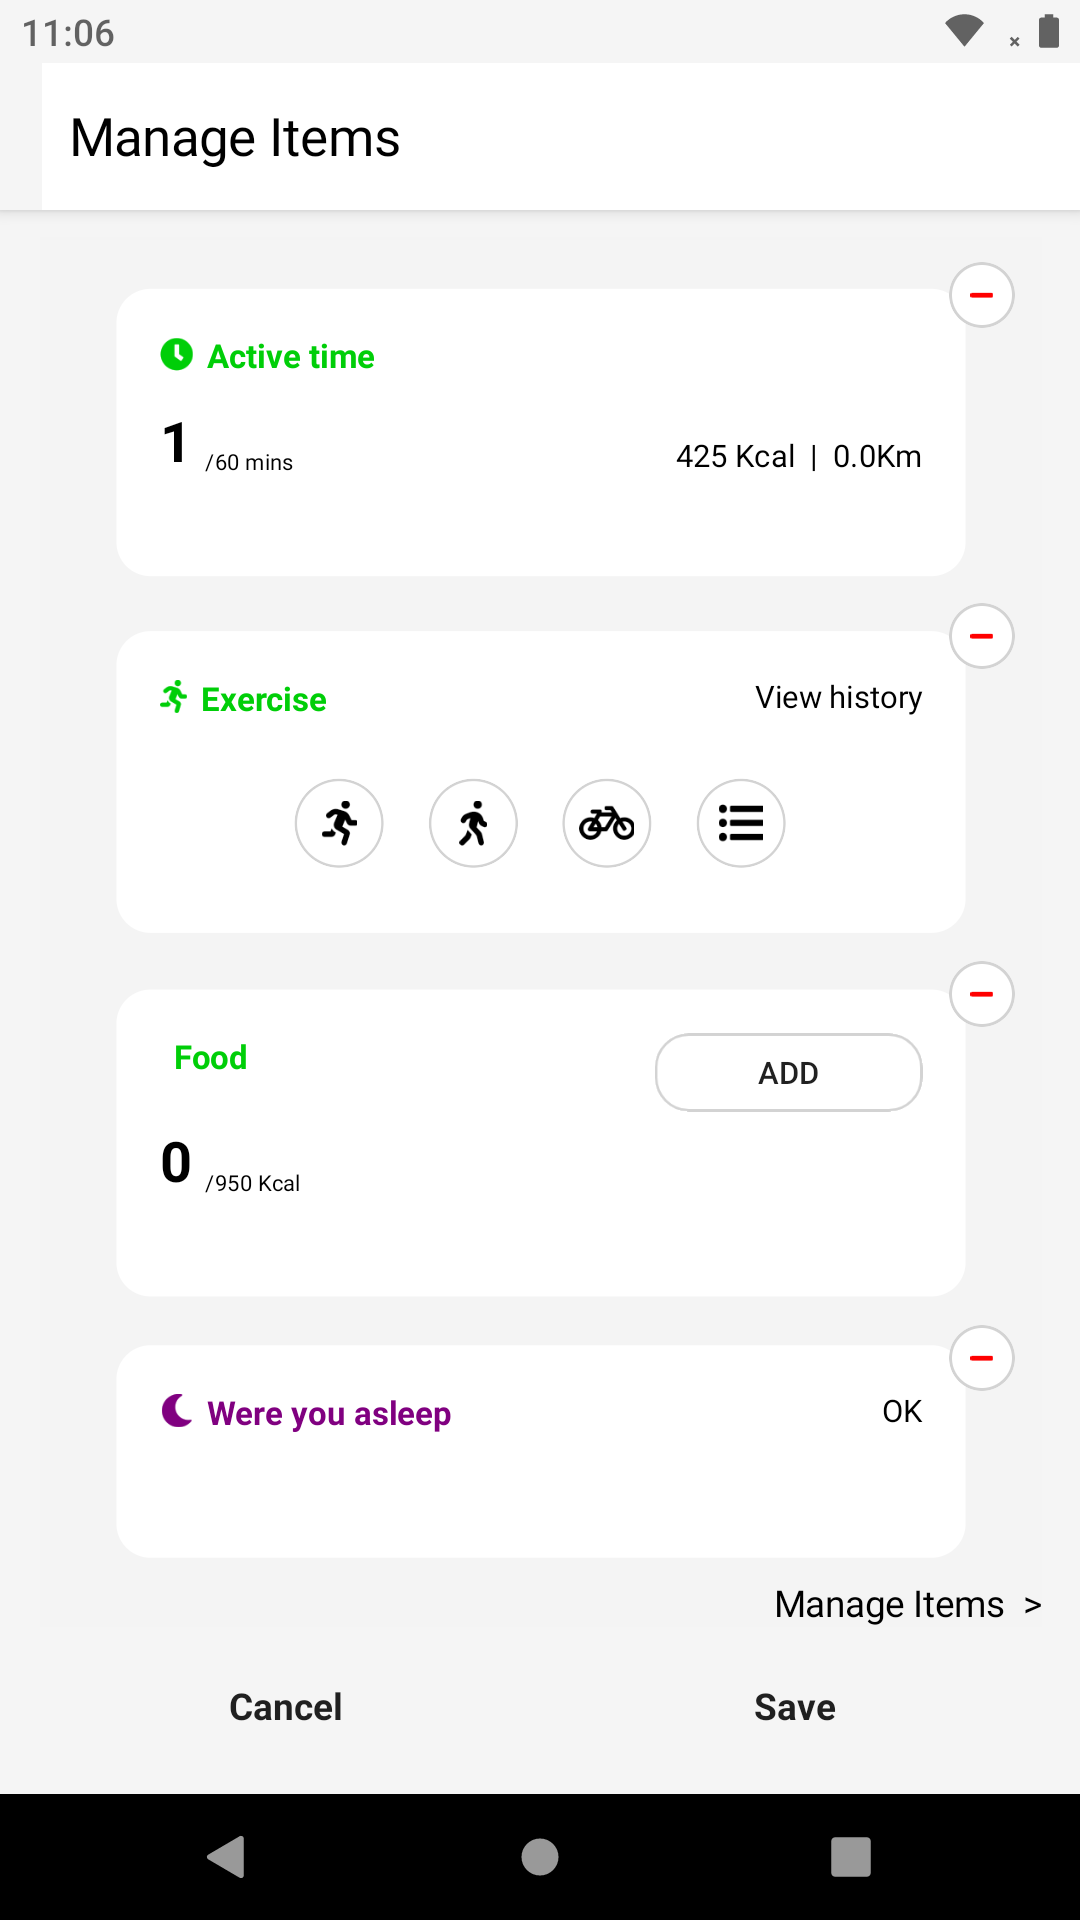 11:06
Manage Items
Active time
1 /60 mins
425 Kcal | 0.0Km
Exercise
View history
Food
ADD
0 /950 Kcal
Were you asleep
OK
Manage Items >
Cancel
Save